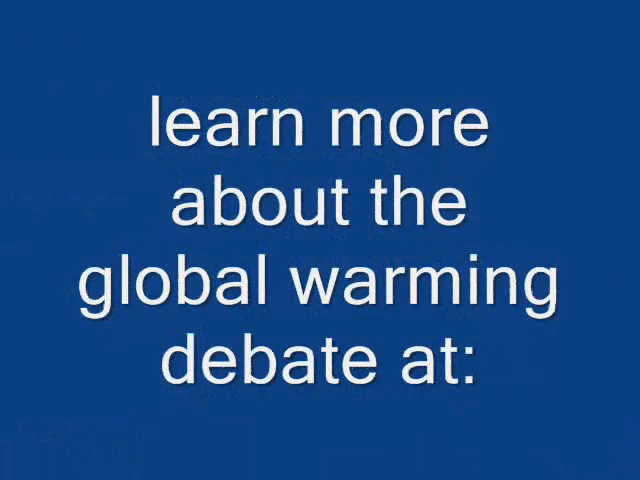 learn more
about the
global warming
debate at: